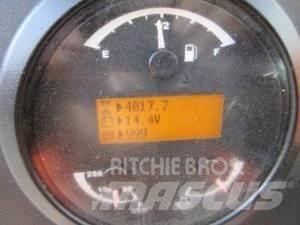 1/2
E F
4017.7
14.4V
999
RITCHIE BROS
MASCUS
250